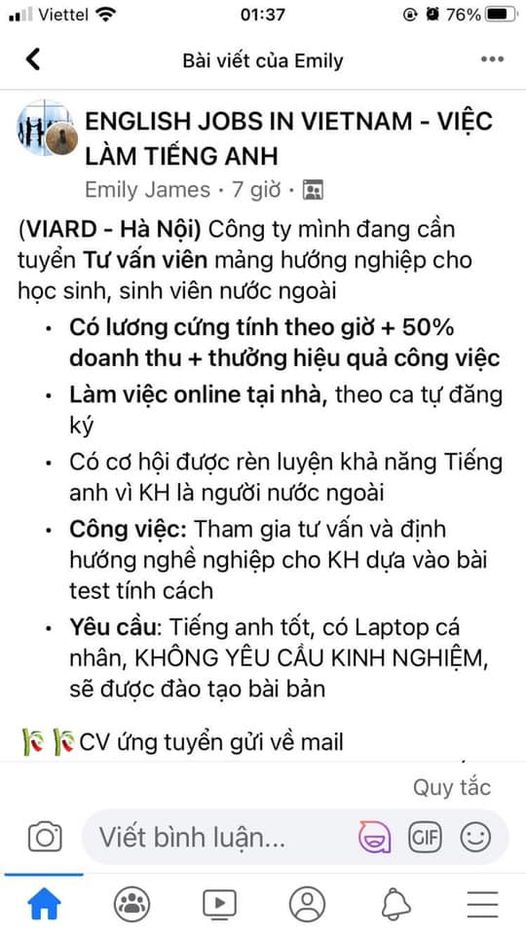 Viettel 01:37 76%
Bài viết của Emily
ENGLISH JOBS IN VIETNAM - VIỆC
LÀM TIẾNG ANH
Emily James · 7 giờ ·
(VIARD - Hà Nội) Công ty mình đang cần
tuyển Tư vấn viên mảng hướng nghiệp cho
học sinh, sinh viên nước ngoài
• Có lương cứng tính theo giờ + 50%
doanh thu + thưởng hiệu quả công việc
• Làm việc online tại nhà, theo ca tự đăng
ký
• Có cơ hội được rèn luyện khả năng Tiếng
anh vì KH là người nước ngoài
• Công việc: Tham gia tư vấn và định
hướng nghề nghiệp cho KH dựa vào bài
test tính cách
• Yêu cầu: Tiếng anh tốt, có Laptop cá
nhân, KHÔNG YÊU CẦU KINH NGHIỆM,
sẽ được đào tạo bài bản
CV ứng tuyển gửi về mail
Quy tắc
Viết bình luận...
GIF